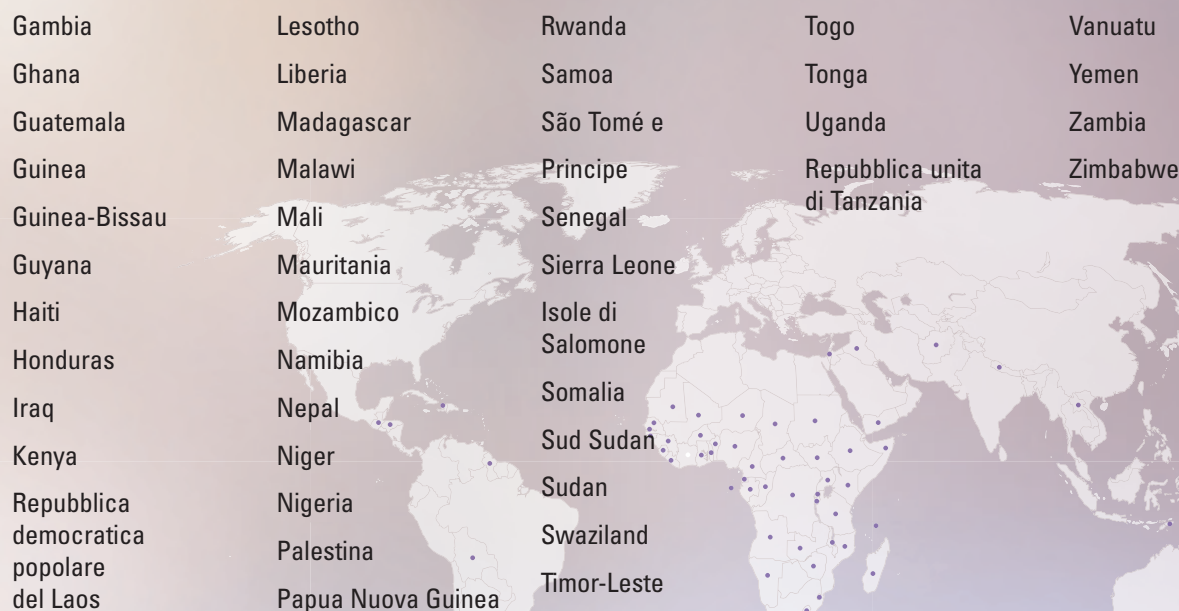 Gambia
Ghana
Guatemala
Guinea
Guinea-Bissau
Guyana
Haiti
Honduras
Iraq
Kenya
Repubblica
democratica
popolare
del Laos
Lesotho
Liberia
Madagascar
Malawi
Mali
Mauritania
Mozambico
Namibia
Nepal
Niger
Nigeria
Palestina
Papua Nuova Guinea
Rwanda
Samoa
São Tomé e
Principe
Senegal
Sierra Leone
Isole di
Salomone
Somalia
Sud Sudan
Sudan
Swaziland
Timor-Leste
Togo
Tonga
Uganda
Repubblica unita
di Tanzania
Vanuatu
Yemen
Zambia
Zimbabwe